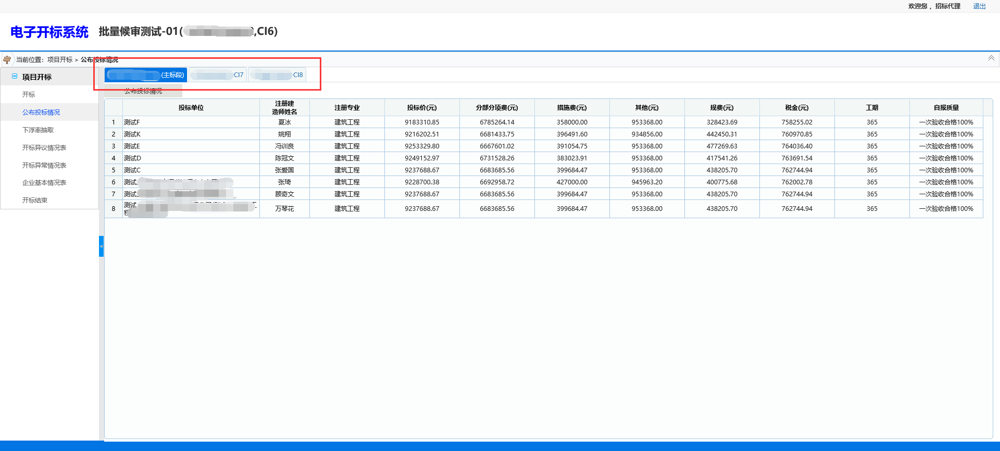 欢迎您，招标代理 退出
电子开标系统 批量候审测试-01( ,CI6)
当前位置：项目开标 > 公布投标情况
项目开标
开标
公布投标情况
下浮率抽取
开标异议情况表
开标异常情况表
企业基本情况表
开标结束
(主标段) CI7 CI8
公布投标情况
投标单位 注册建造师姓名 注册专业 投标价(元) 分部分项费(元) 措施费(元) 其他(元) 规费(元) 税金(元) 工期 自报质量
1 测试F 夏冰 建筑工程 9183310.85 6785264.14 358000.00 953368.00 328423.69 758255.02 365 一次验收合格100%
2 测试K 姚翔 建筑工程 9216202.51 6681433.75 396491.60 934856.00 442450.31 760970.85 365 一次验收合格100%
3 测试E 冯训良 建筑工程 9253329.80 6667601.02 391054.75 953368.00 477269.63 764036.40 365 一次验收合格100%
4 测试D 陈冠文 建筑工程 9249152.97 6731528.26 383023.91 953368.00 417541.26 763691.54 365 一次验收合格100%
5 测试C 张爱国 建筑工程 9237688.67 6683685.56 399684.47 953368.00 438205.70 762744.94 365 一次验收合格100%
6 测试 张琦 建筑工程 9228700.38 6692958.72 427000.00 945963.20 400775.68 762002.78 365 一次验收合格100%
7 测试 顾奇文 建筑工程 9237688.67 6683685.56 399684.47 953368.00 438205.70 762744.94 365 一次验收合格100%
8 测试 万琴花 建筑工程 9237688.67 6683685.56 399684.47 953368.00 438205.70 762744.94 365 一次验收合格100%